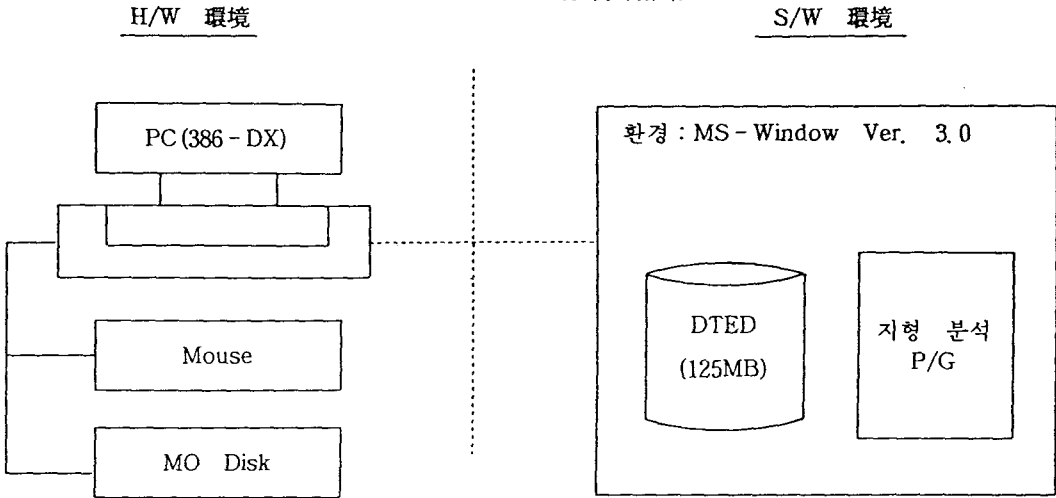 H/W 環境
S/W 環境
PC(386-DX)
Mouse
MO Disk
환경 : MS-Window Ver. 3.0
DTED
(125MB)
지형 분석
P/G